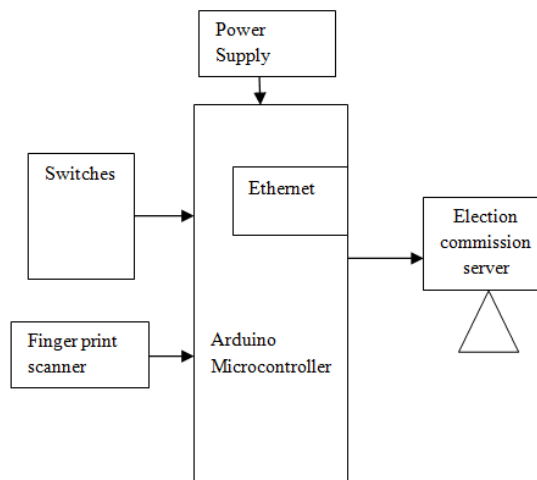 Power
Supply
Switches
Ethernet
Election
commission
server
Finger print
scanner
Arduino
Microcontroller